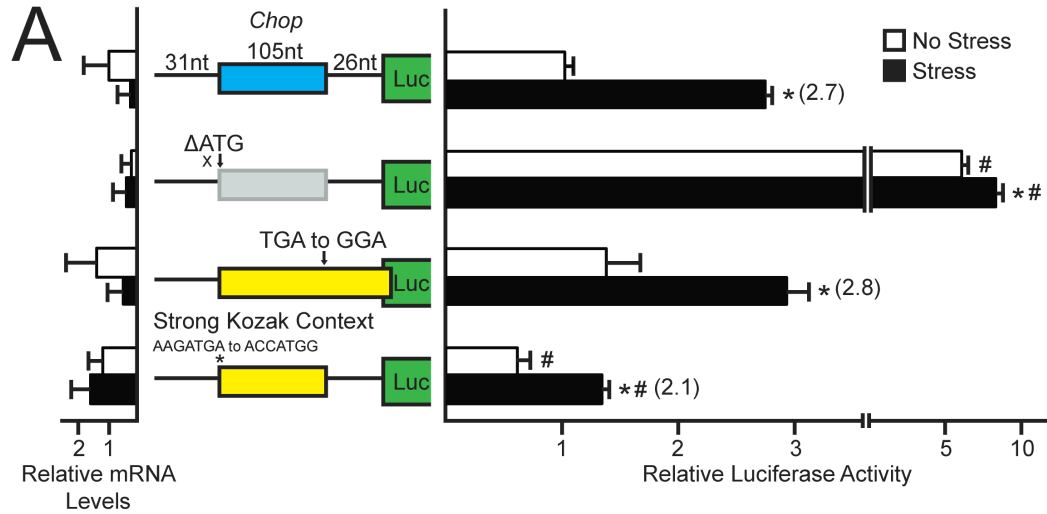 A
Chop
31nt
105nt
26nt
Luc
No Stress
Stress
* (2.7)
ΔATG
x
Luc
#
* #
TGA to GGA
Luc
* (2.8)
Strong Kozak Context
AAGATGA to ACCATGG
*
Luc
#
* # (2.1)
2 1
Relative mRNA
Levels
1 2 3 5 10
Relative Luciferase Activity